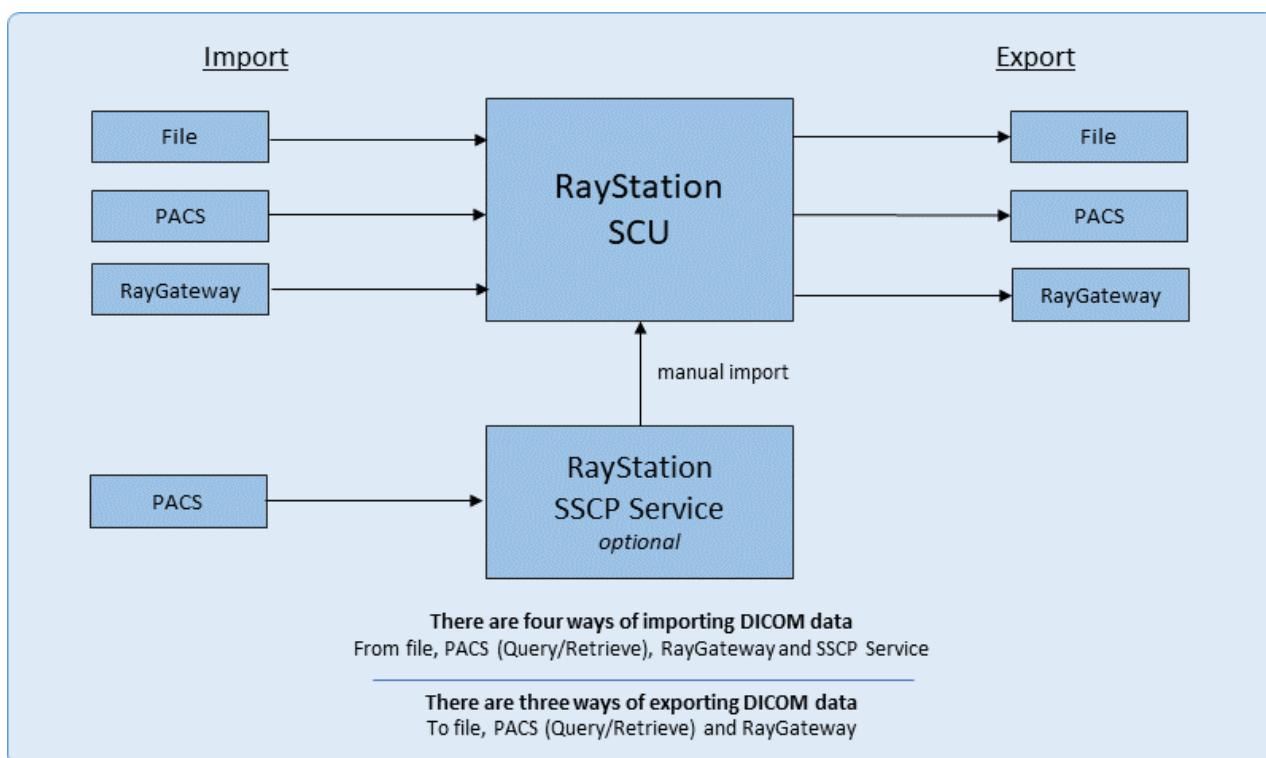 Import
Export
File
PACS
RayGateway
RayStation
SCU
File
PACS
RayGateway
manual import
PACS
RayStation
SSCP Service
optional
There are four ways of importing DICOM data
From file, PACS (Query/Retrieve), RayGateway and SSCP Service
There are three ways of exporting DICOM data
To file, PACS (Query/Retrieve) and RayGateway